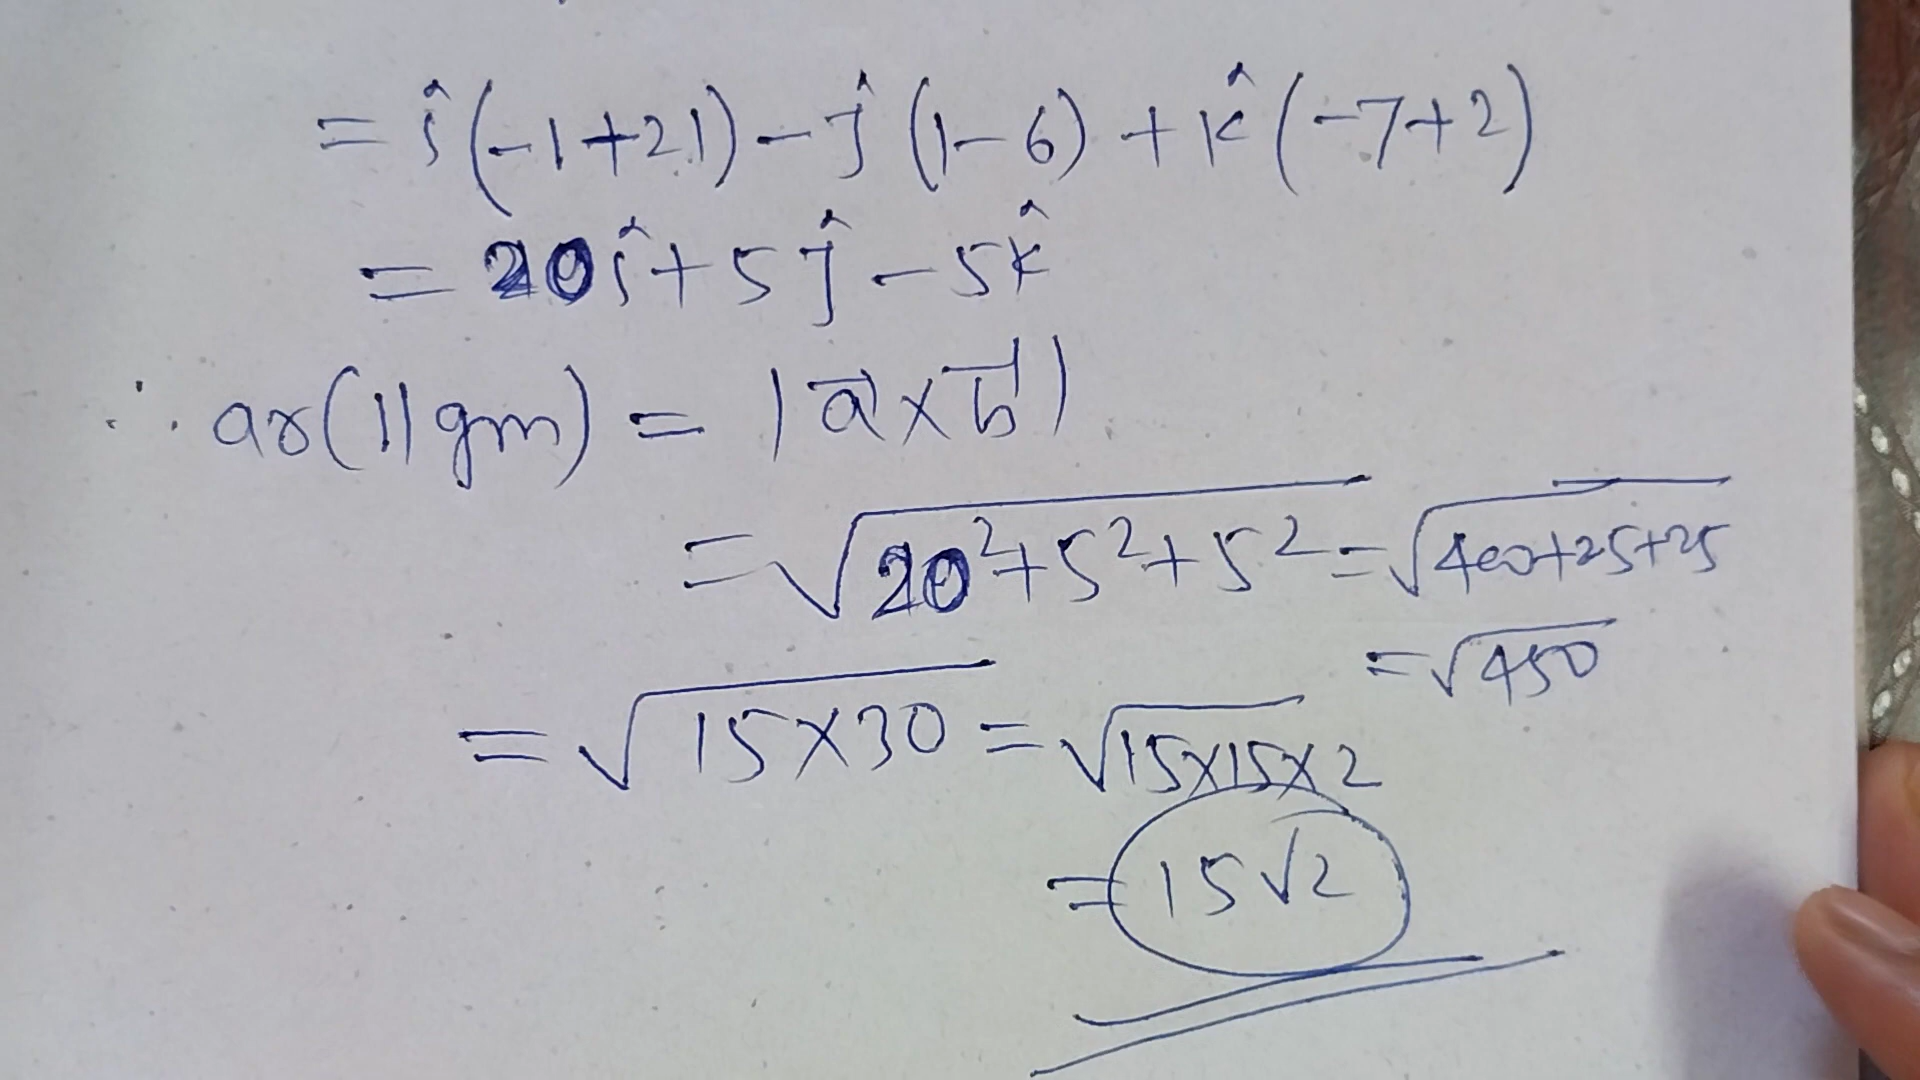 = î(-1+21) - ĵ(1-6) + k̂(-7+2)
= 20î + 5ĵ - 5k̂
∴ ar(||gm) = |a⃗ × b⃗|
= √(20²+5²+5²) = √(400+25+25)
= √450
= √(15×30) = √(15×15×2)
= 15√2